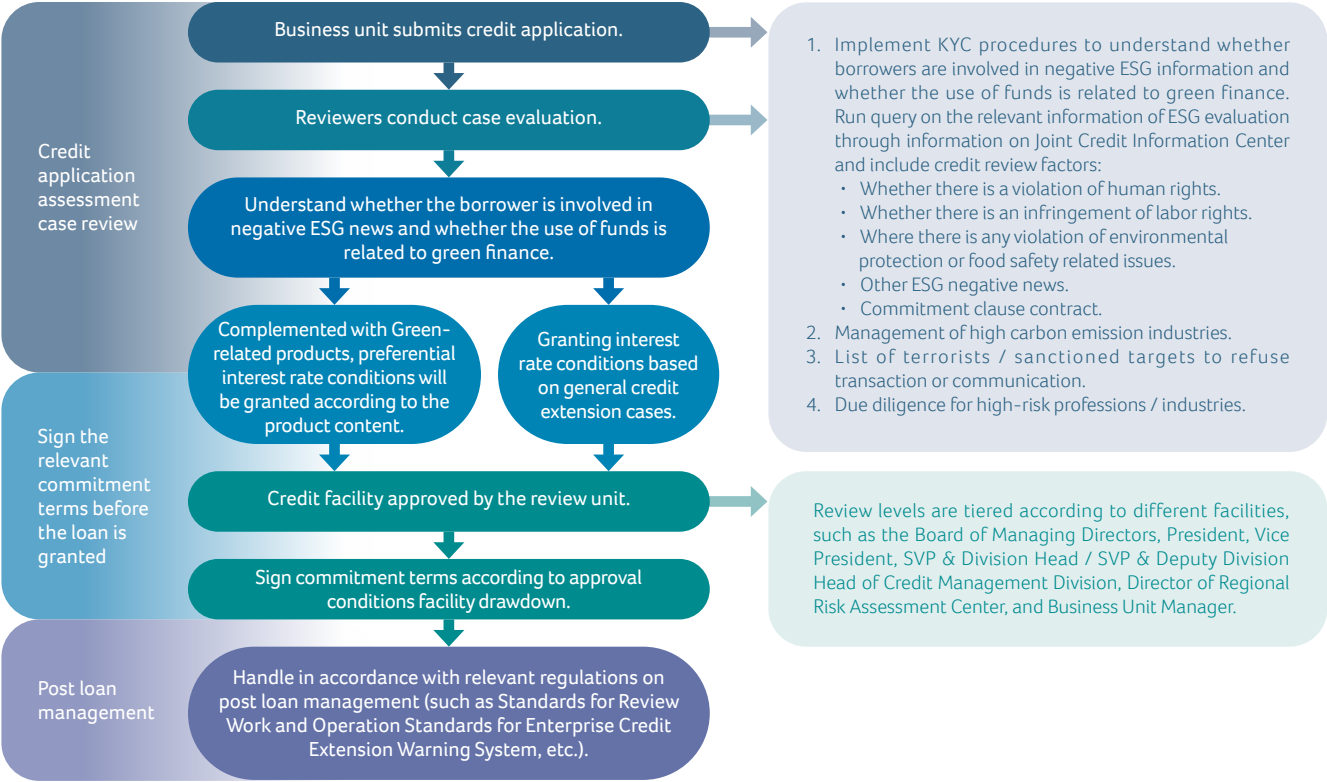 Credit
application
assessment
case review
Business unit submits credit application.
Reviewers conduct case evaluation.
Understand whether the borrower is involved in
negative ESG news and whether the use of funds is
related to green finance.
Complemented with Green-
related products, preferential
interest rate conditions will
be granted according to the
product content.
Granting interest
rate conditions based
on general credit
extension cases.
1. Implement KYC procedures to understand whether
borrowers are involved in negative ESG information and
whether the use of funds is related to green finance.
Run query on the relevant information of ESG evaluation
through information on Joint Credit Information Center
and include credit review factors:
• Whether there is a violation of human rights.
• Whether there is an infringement of labor rights.
• Where there is any violation of environmental
protection or food safety related issues.
• Other ESG negative news.
• Commitment clause contract.
2. Management of high carbon emission industries.
3. List of terrorists / sanctioned targets to refuse
transaction or communication.
4. Due diligence for high-risk professions / industries.
Sign the
relevant
commitment
terms before
the loan is
granted
Credit facility approved by the review unit.
Sign commitment terms according to approval
conditions facility drawdown.
Review levels are tiered according to different facilities,
such as the Board of Managing Directors, President, Vice
President, SVP & Division Head / SVP & Deputy Division
Head of Credit Management Division, Director of Regional
Risk Assessment Center, and Business Unit Manager.
Post loan
management
Handle in accordance with relevant regulations on
post loan management (such as Standards for Review
Work and Operation Standards for Enterprise Credit
Extension Warning System, etc.).